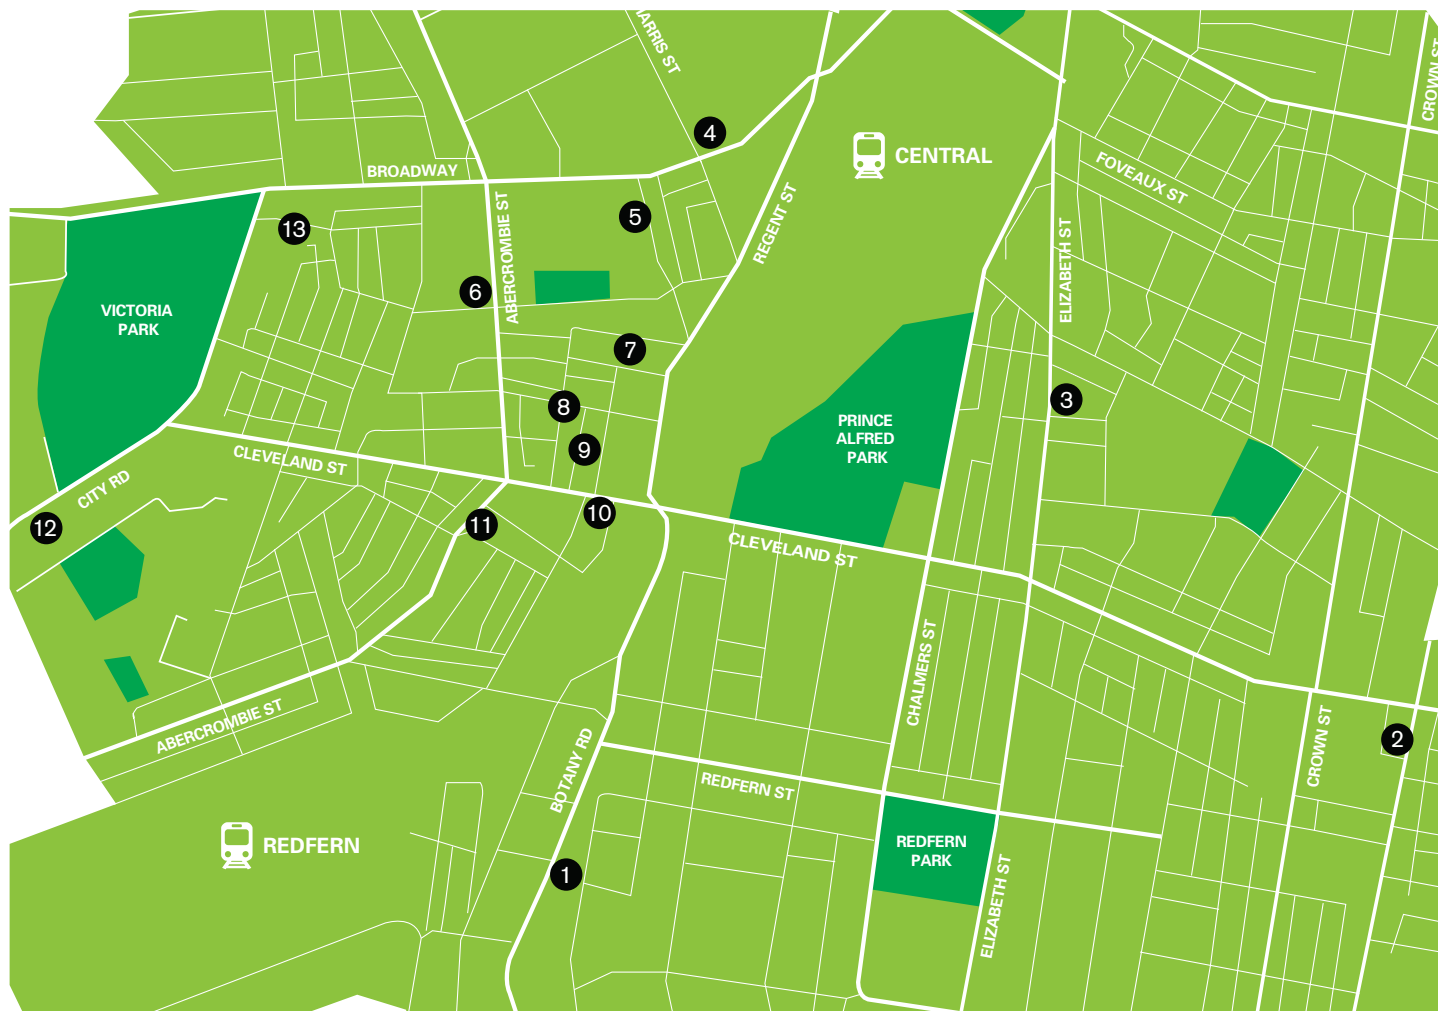 HARRIS ST
CROWN ST
4
CENTRAL
BROADWAY
FOVEAUX ST
13
5
ABERCROMBIE ST
REGENT ST
ELIZABETH ST
6
VICTORIA
PARK
7
8
3
PRINCE
ALFRED
PARK
9
CLEVELAND ST
CITY RD
10
12
11
CLEVELAND ST
CHALMERS ST
ABERCROMBIE ST
BOTANY RD
CROWN ST
2
REDFERN ST
REDFERN
REDFERN
PARK
1
ELIZABETH ST